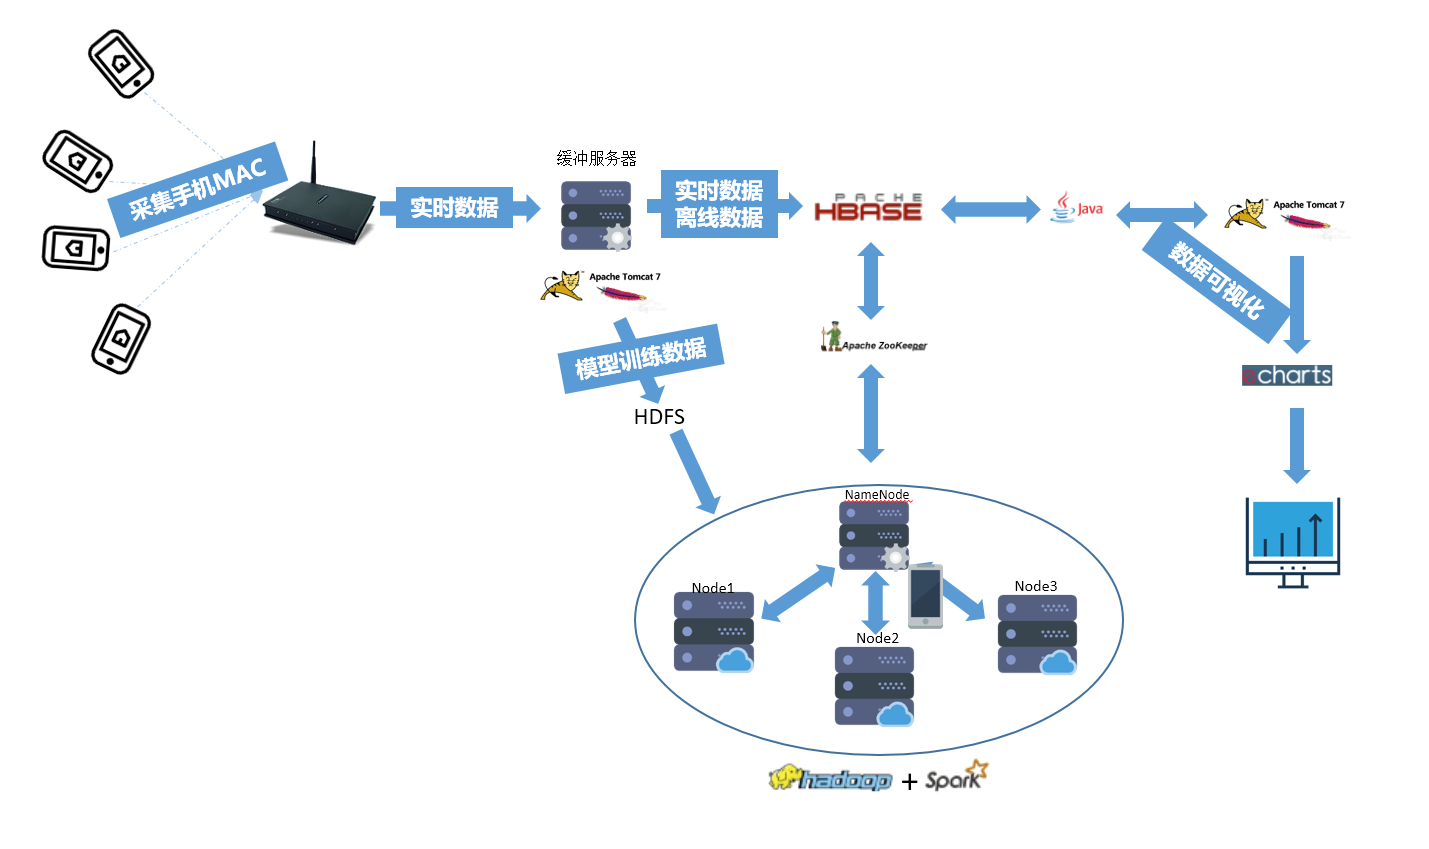 采集手机MAC
实时数据
缓冲服务器
Apache Tomcat 7
实时数据
离线数据
PACHE
HBASE
Java
Apache Tomcat 7
数据可视化
模型训练数据
Apache ZooKeeper
echarts
HDFS
NameNode
Node1
Node2
Node3
hadoop + Spark